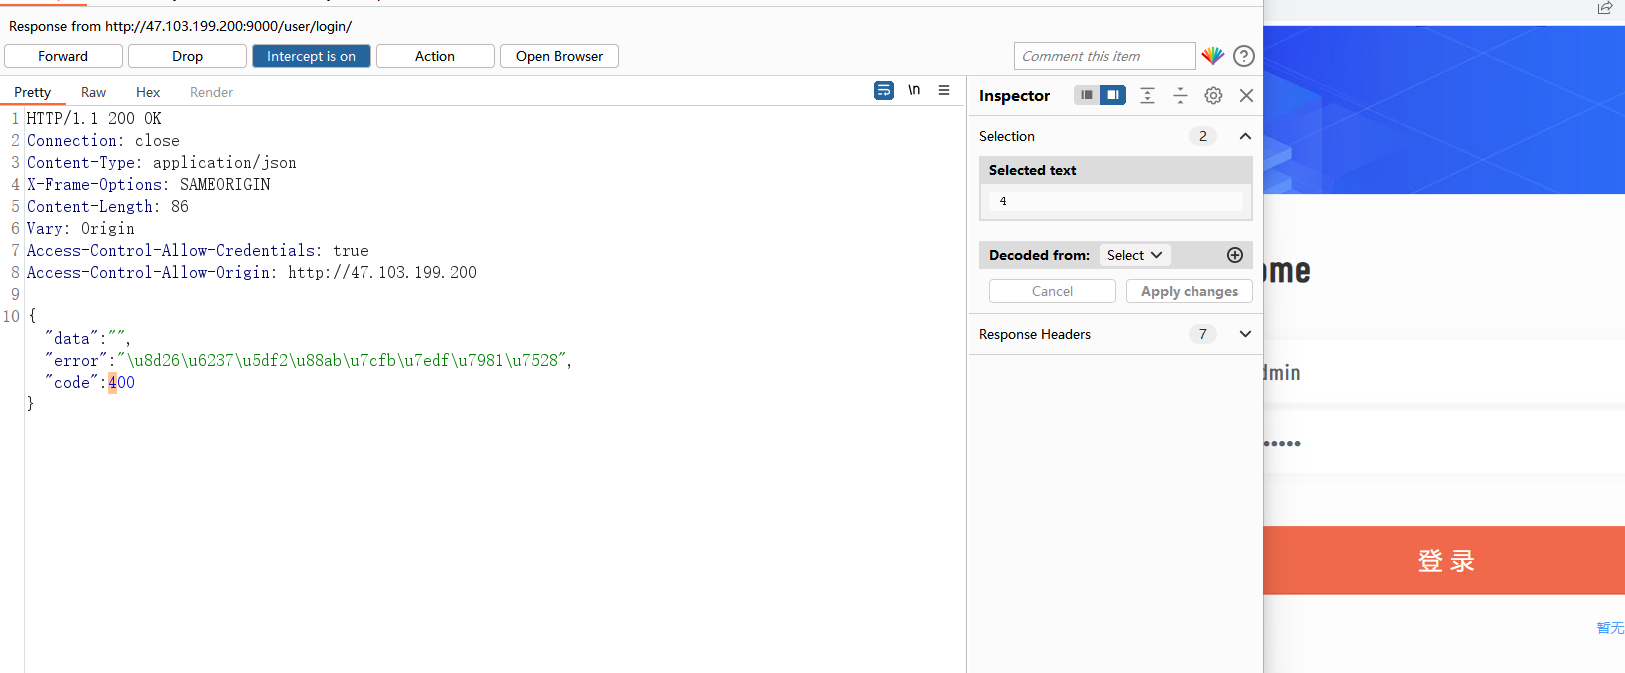 Response from http://47.103.199.200:9000/user/login/
Forward Drop Intercept is on Action Open Browser Comment this item
Pretty Raw Hex Render \n
1 HTTP/1.1 200 OK
2 Connection: close
3 Content-Type: application/json
4 X-Frame-Options: SAMEORIGIN
5 Content-Length: 86
6 Vary: Origin
7 Access-Control-Allow-Credentials: true
8 Access-Control-Allow-Origin: http://47.103.199.200
9
10 {
"data":"",
"error":"\u8d26\u6237\u5df2\u88ab\u7cfb\u7edf\u7981\u7528",
"code":400
}
Inspector
Selection 2
Selected text
4
Decoded from: Select
Cancel Apply changes
Response Headers 7
ome
dmin
登 录
暂无